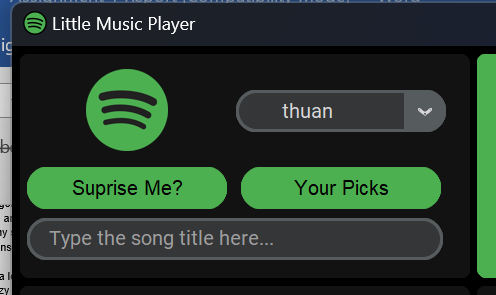 Little Music Player
thuan
Suprise Me?
Your Picks
Type the song title here...